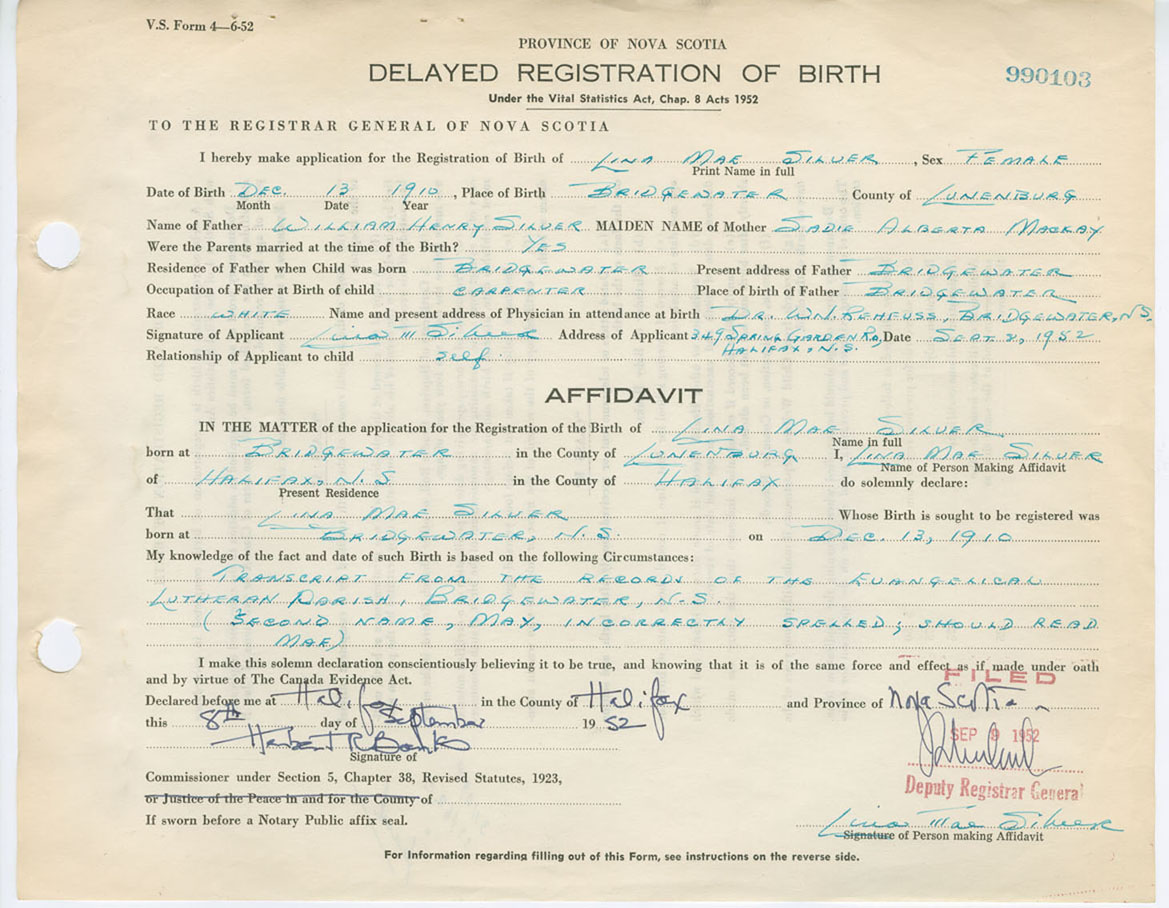 V.S. Form 4—6-52
PROVINCE OF NOVA SCOTIA
DELAYED REGISTRATION OF BIRTH
990103
Under the Vital Statistics Act, Chap. 8 Acts 1952
TO THE REGISTRAR GENERAL OF NOVA SCOTIA
I hereby make application for the Registration of Birth of LINA MAE SILVER, Sex FEMALE
Print Name in full
Date of Birth DEC. 13 1910, Place of Birth BRIDGEWATER County of LUNENBURG
Month Date Year
Name of Father WILLIAM HENRY SILVER MAIDEN NAME of Mother SADIE ALBERTA MACKAY
Were the Parents married at the time of the Birth? YES
Residence of Father when Child was born BRIDGEWATER Present address of Father BRIDGEWATER
Occupation of Father at Birth of child CARPENTER Place of birth of Father BRIDGEWATER
Race WHITE Name and present address of Physician in attendance at birth DR. W.N. REHFUSS, BRIDGEWATER, N.S.
Signature of Applicant Lina M Silver Address of Applicant 349 SPRING GARDEN RD, Date SEPT. 8, 1952
HALIFAX, N.S.
Relationship of Applicant to child self
AFFIDAVIT
IN THE MATTER of the application for the Registration of the Birth of LINA MAE SILVER
Name in full
born at BRIDGEWATER in the County of LUNENBURG I, LINA MAE SILVER
Name of Person Making Affidavit
of HALIFAX, N.S in the County of HALIFAX do solemnly declare:
Present Residence
That LINA MAE SILVER Whose Birth is sought to be registered was
born at BRIDGEWATER, N.S. on DEC. 13, 1910
My knowledge of the fact and date of such Birth is based on the following Circumstances:
TRANSCRIPT FROM THE RECORDS OF THE EVANGELICAL
LUTHERAN PARISH, BRIDGEWATER, N.S.
(SECOND NAME, MAY, INCORRECTLY SPELLED; SHOULD READ
MAE)
I make this solemn declaration conscientiously believing it to be true, and knowing that it is of the same force and effect as if made under oath
and by virtue of The Canada Evidence Act.
FILED
Declared before me at Halifax in the County of Halifax and Province of Nova Scotia
this 8th day of September 1952
SEP 9 1952
Herbert R Banks
Signature of
Commissioner under Section 5, Chapter 38, Revised Statutes, 1923,
Deputy Registrar General
or Justice of the Peace in and for the County of
If sworn before a Notary Public affix seal.
Lina Mae Silver
Signature of Person making Affidavit
For Information regarding filling out of this Form, see instructions on the reverse side.